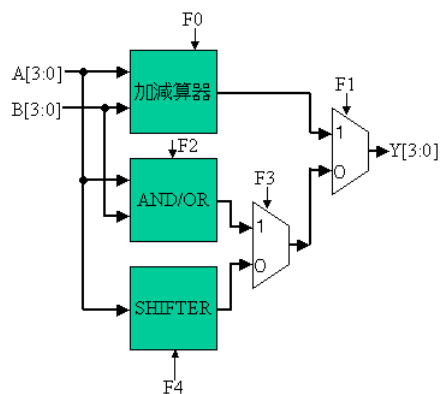 F0
A[3:0]
B[3:0]
加減算器
F1
1
0
Y[3:0]
F2
AND/OR
F3
1
0
SHIFTER
F4